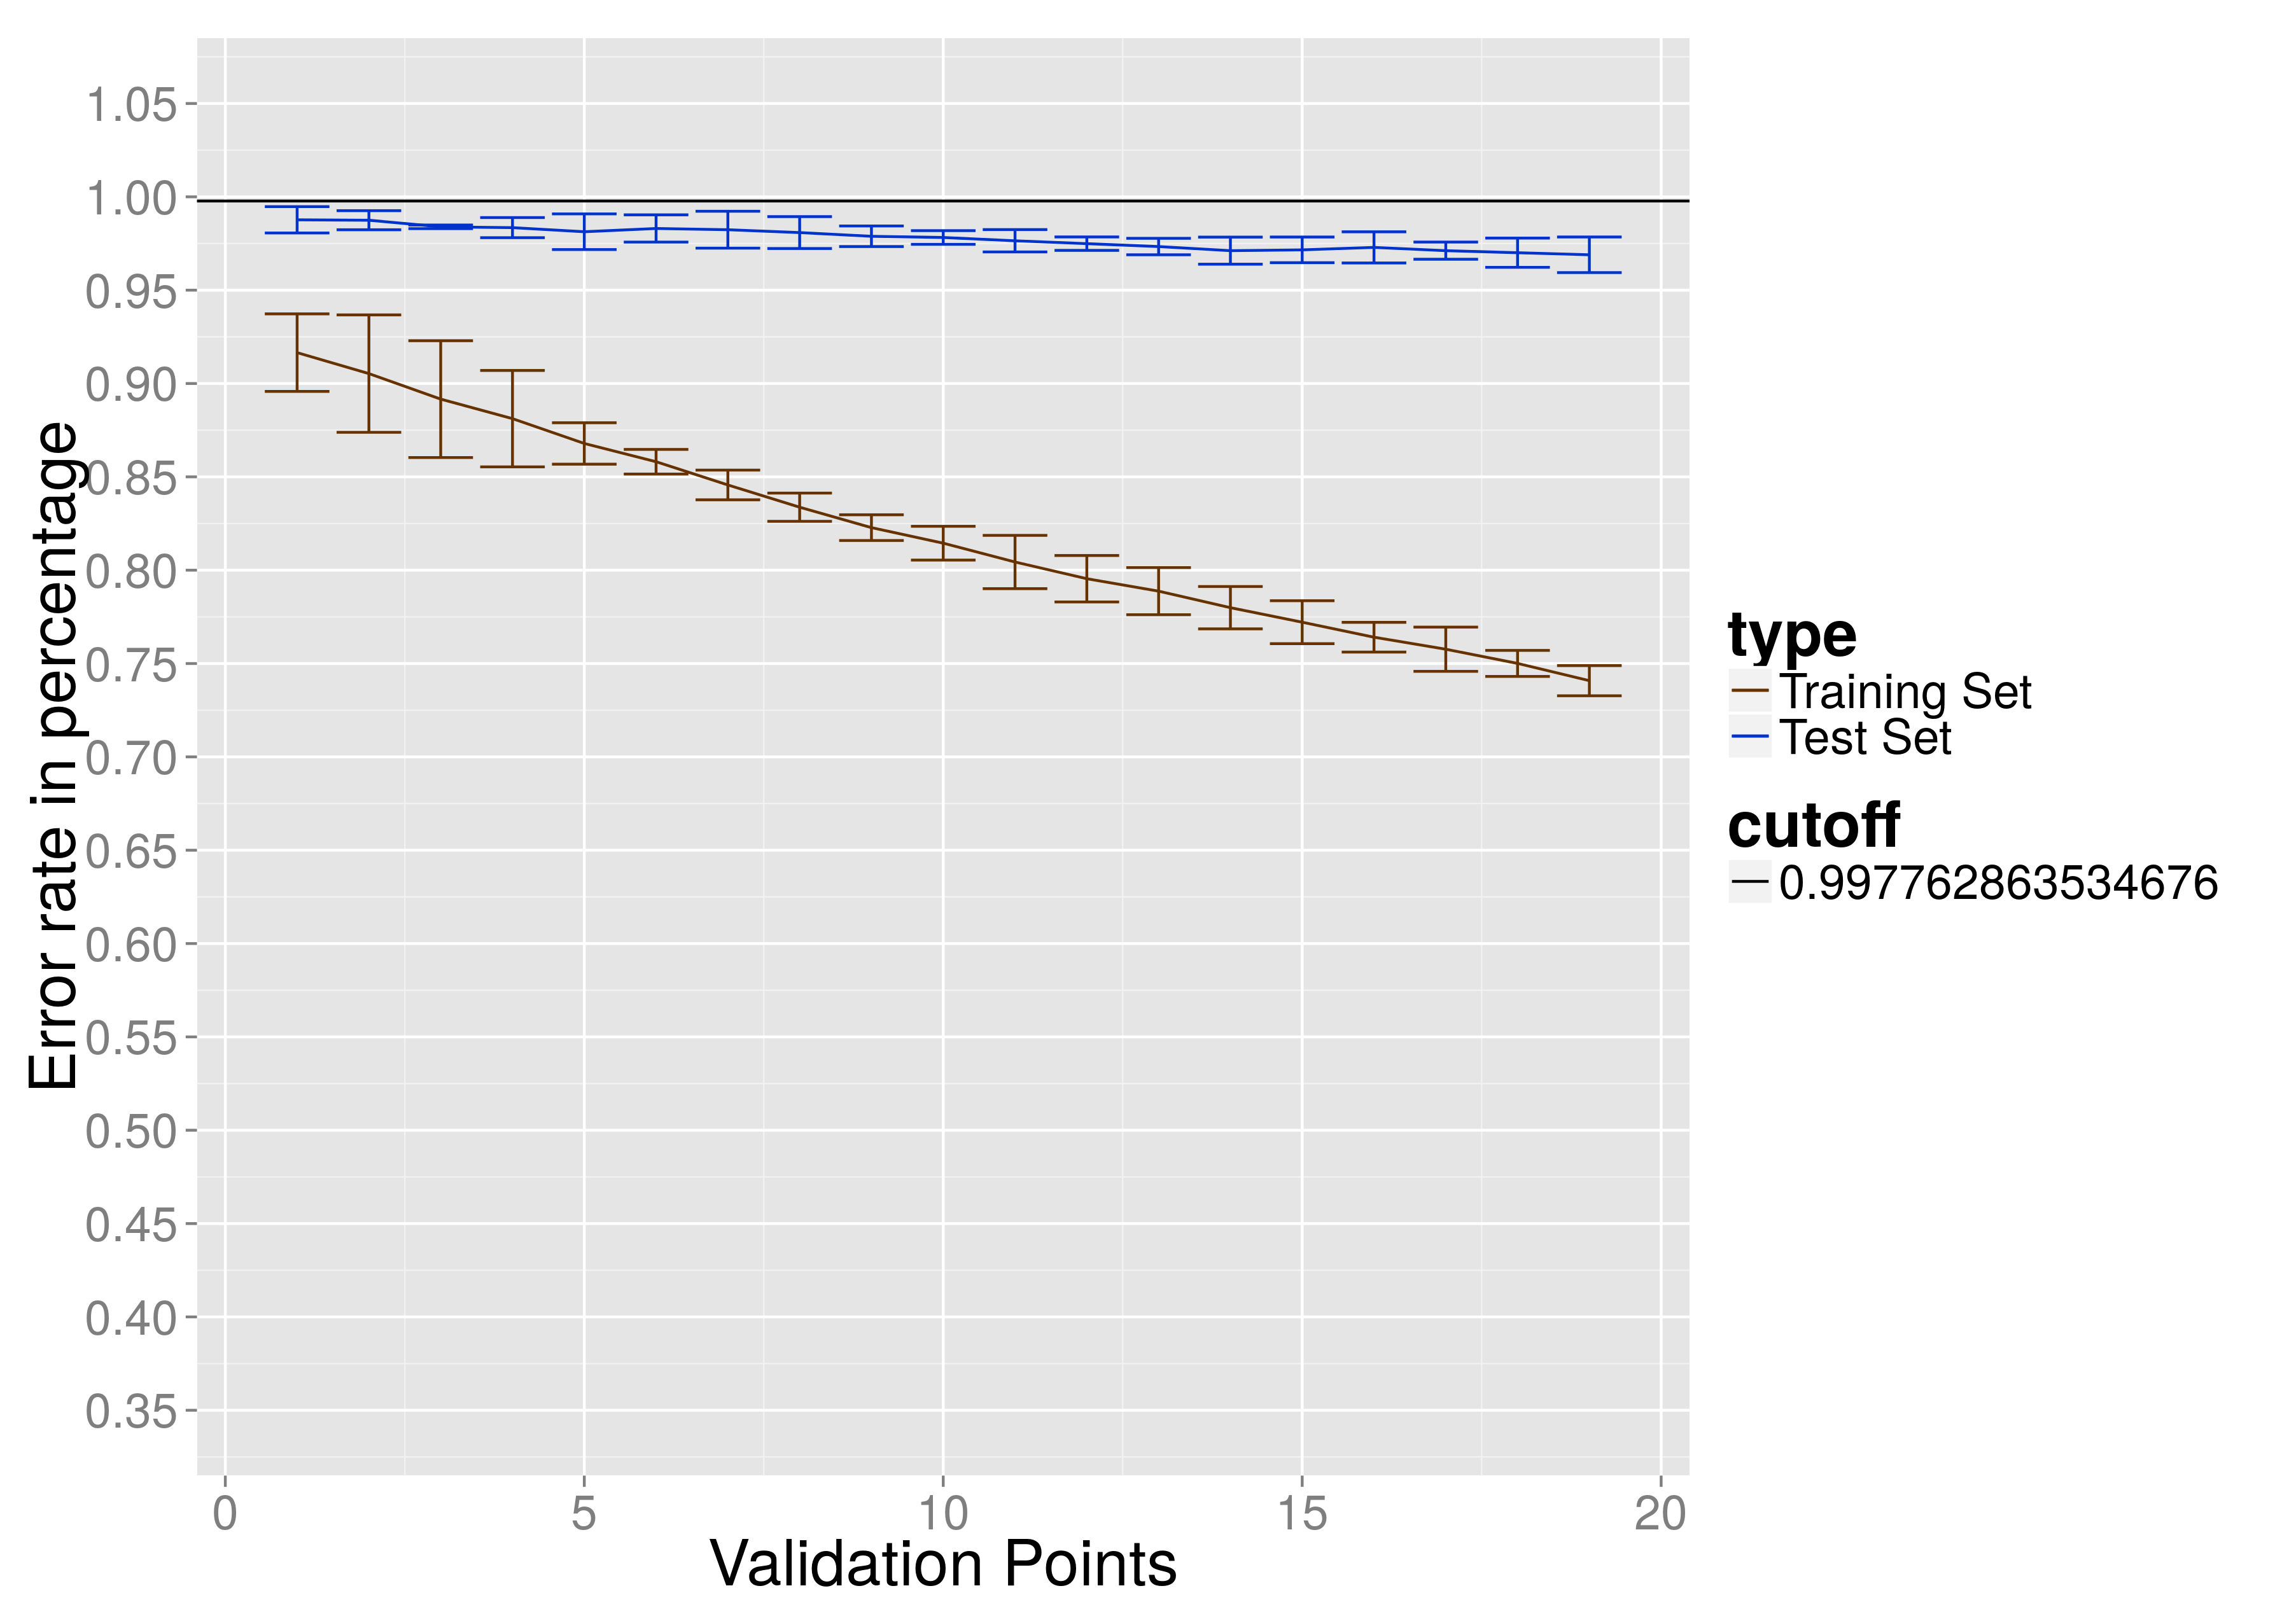 Error rate in percentage
1.05
1.00
0.95
0.90
0.85
0.80
0.75
0.70
0.65
0.60
0.55
0.50
0.45
0.40
0.35
0 5 10 15 20
Validation Points
type
Training Set
Test Set
cutoff
0.997762863534676